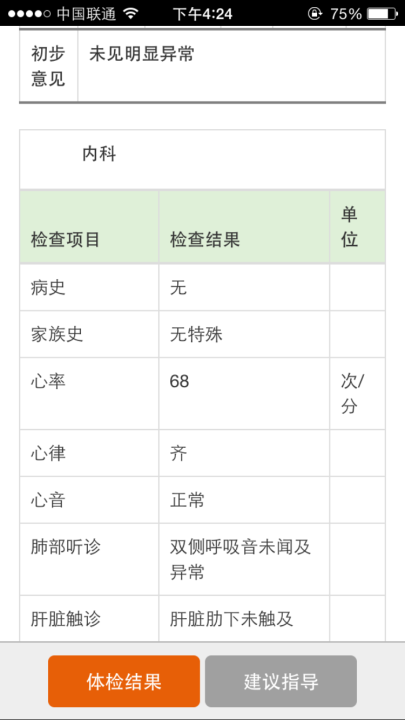 中国联通 下午4:24 75%
初步 未见明显异常
意见
内科
单
检查项目 检查结果 位
病史 无
家族史 无特殊
心率 68 次/
分
心律 齐
心音 正常
肺部听诊 双侧呼吸音未闻及
异常
肝脏触诊 肝脏肋下未触及
体检结果 建议指导